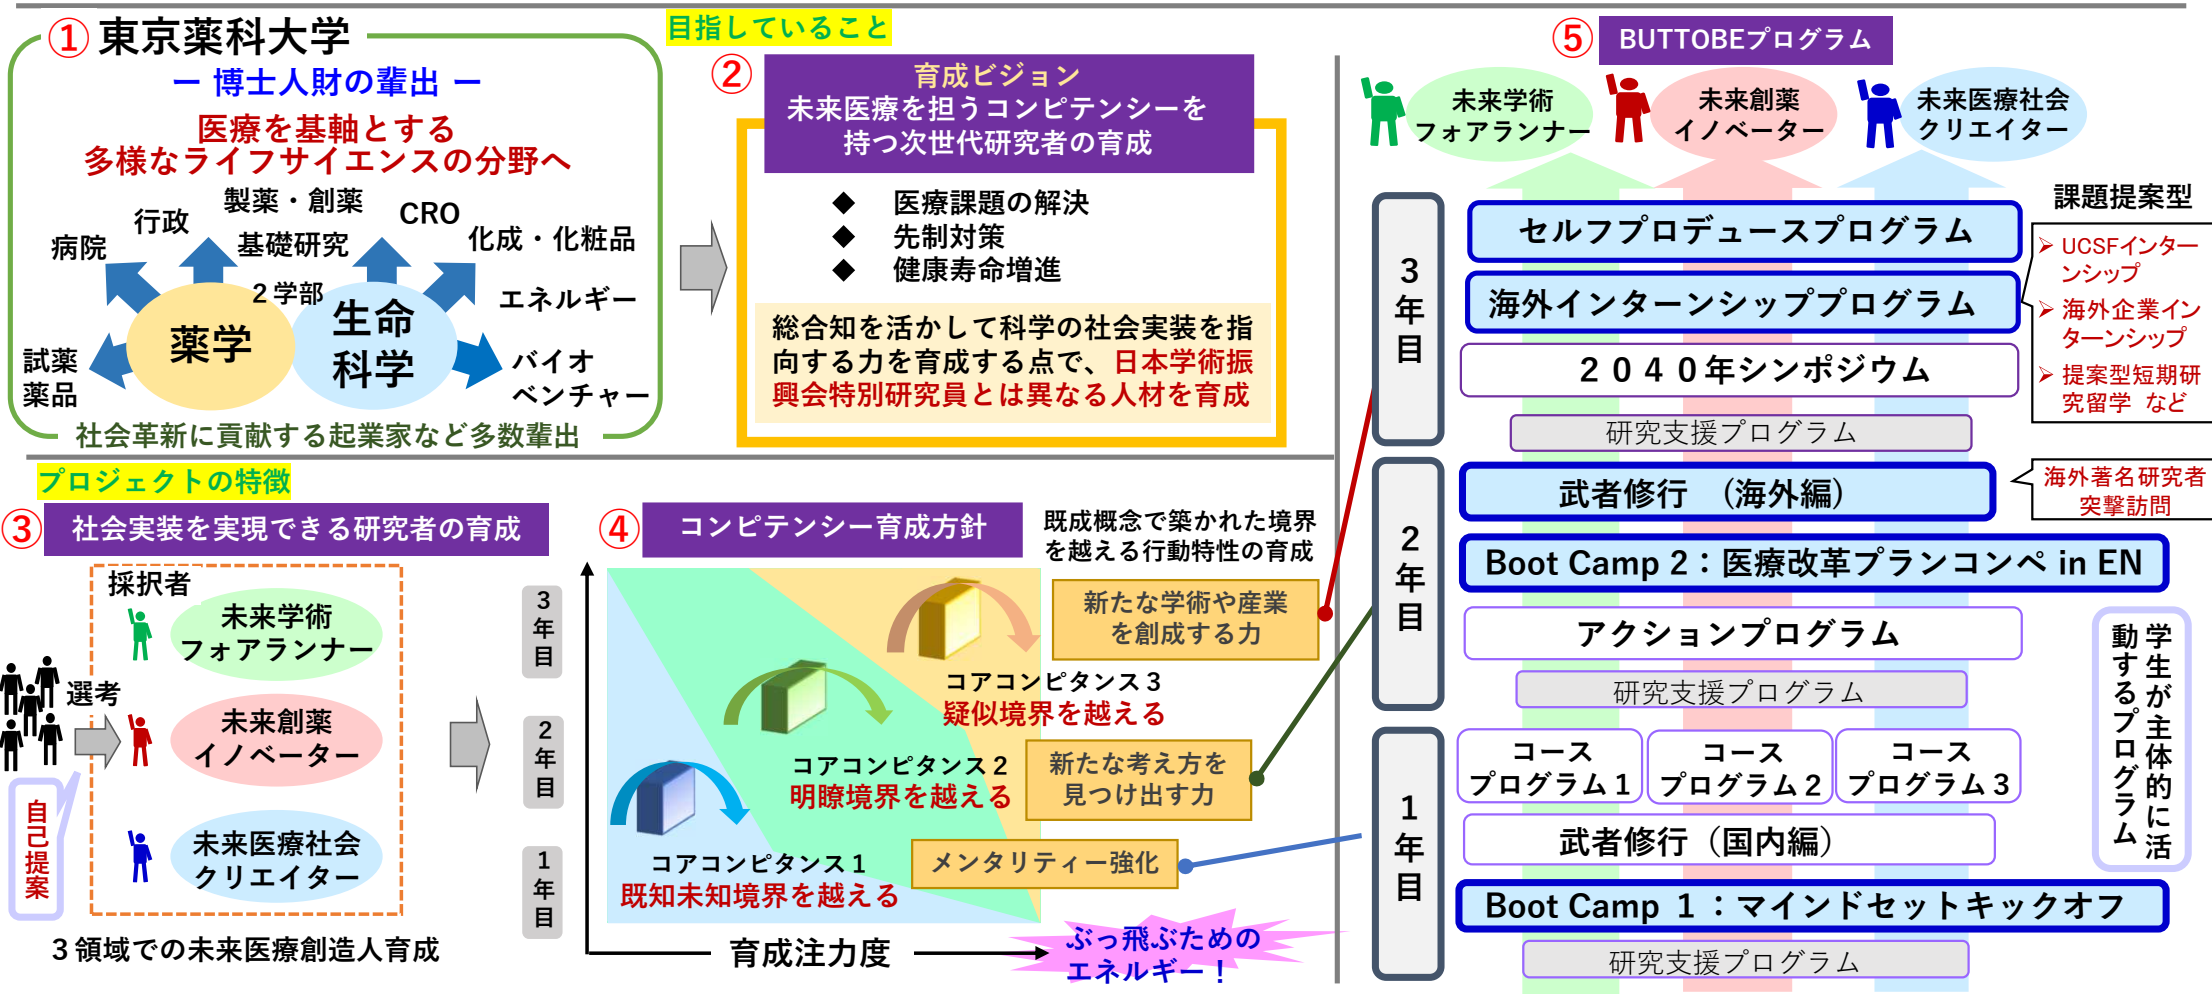 目指していること
① 東京薬科大学
ー 博士人財の輩出 ー
医療を基軸とする
多様なライフサイエンスの分野へ
製薬・創薬
行政
CRO
病院
基礎研究
化成・化粧品
2学部
エネルギー
薬学
生命
科学
試薬
薬品
バイオ
ベンチャー
社会革新に貢献する起業家など多数輩出
②
育成ビジョン
未来医療を担うコンピテンシーを
持つ次世代研究者の育成
◆ 医療課題の解決
◆ 先制対策
◆ 健康寿命増進
総合知を活かして科学の社会実装を指
向する力を育成する点で、日本学術振
興会特別研究員とは異なる人材を育成
プロジェクトの特徴
③ 社会実装を実現できる研究者の育成
採択者
未来学術
フォアランナー
選考
未来創薬
イノベーター
自己提案
未来医療社会
クリエイター
3領域での未来医療創造人育成
④ コンピテンシー育成方針
既成概念で築かれた境界
を越える行動特性の育成
3年目
2年目
1年目
新たな学術や産業
を創成する力
コアコンピタンス3
疑似境界を越える
コアコンピタンス2
明瞭境界を越える
新たな考え方を
見つけ出す力
コアコンピタンス1
既知未知境界を越える
メンタリティー強化
育成注力度
ぶっ飛ぶための
エネルギー！
⑤ BUTTOBEプログラム
未来学術
フォアランナー
未来創薬
イノベーター
未来医療社会
クリエイター
3年目
セルフプロデュースプログラム
海外インターンシッププログラム
2040年シンポジウム
研究支援プログラム
課題提案型
➢ UCSFインター
ンシップ
➢ 海外企業イン
ターンシップ
➢ 提案型短期研
究留学 など
2年目
武者修行 （海外編）
海外著名研究者
突撃訪問
Boot Camp 2：医療改革プランコンペ in EN
アクションプログラム
研究支援プログラム
学生が主体的に活
動するプログラム
1年目
コース
プログラム1
コース
プログラム2
コース
プログラム3
武者修行（国内編）
Boot Camp 1：マインドセットキックオフ
研究支援プログラム